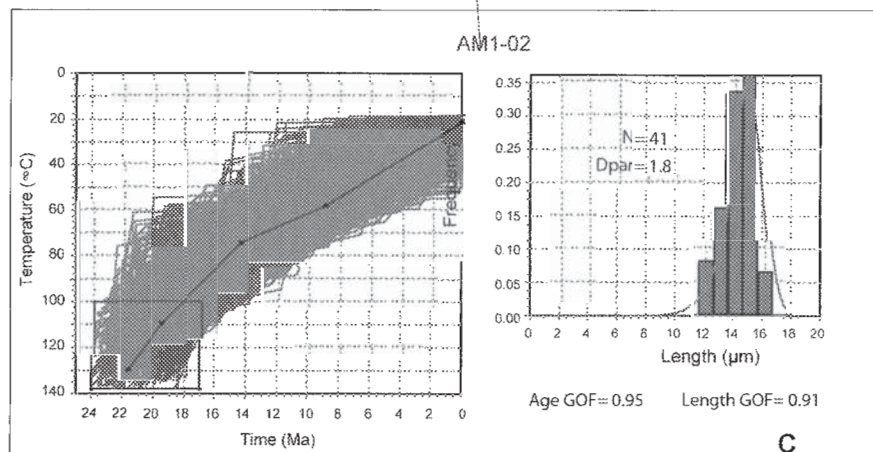 AM1-02
0
20
40
60
80
100
120
140
Temperature (∞C)
24 22 20 18 16 14 12 10 8 6 4 2 0
Time (Ma)
Frequency
0.35
0.30
0.25
0.20
0.15
0.10
0.05
0.00
N=41
Dpar=1.8
0 2 4 6 8 10 12 14 16 18 20
Length (µm)
Age GOF= 0.95 Length GOF= 0.91
C